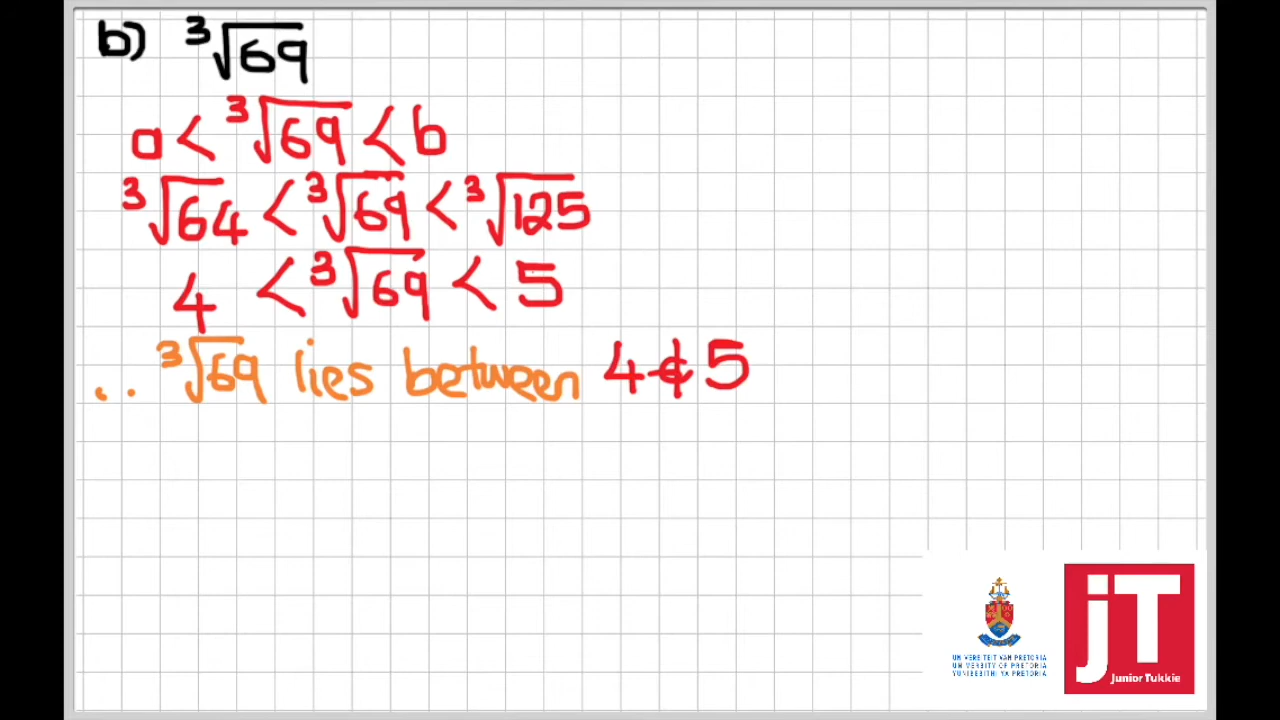 b) ³√69
a < ³√69 < b
³√64 < ³√69 < ³√125
4 < ³√69 < 5
∴ ³√69 lies between 4 & 5
UNIVERSITEIT VAN PRETORIA
UNIVERSITY OF PRETORIA
YUNIBESITHI YA PRETORIA
jT
Junior Tukkie